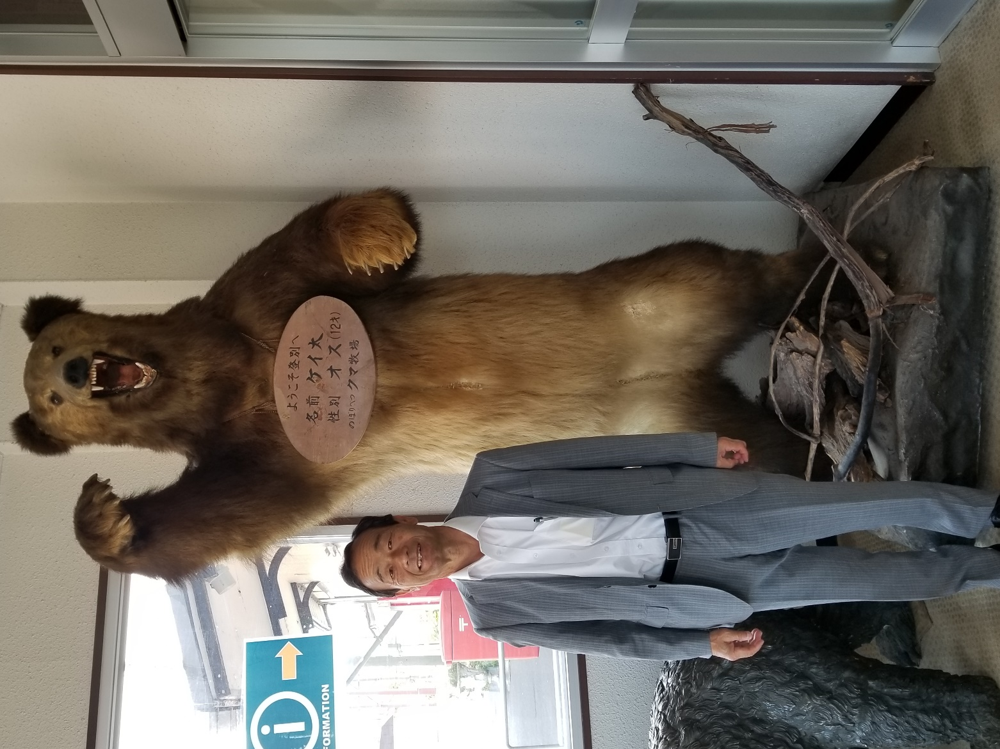 ようこそ登別へ
名前 ケイ太
性別 オス(12才)
のぼりべつクマ牧場
i
FORMATION
〒